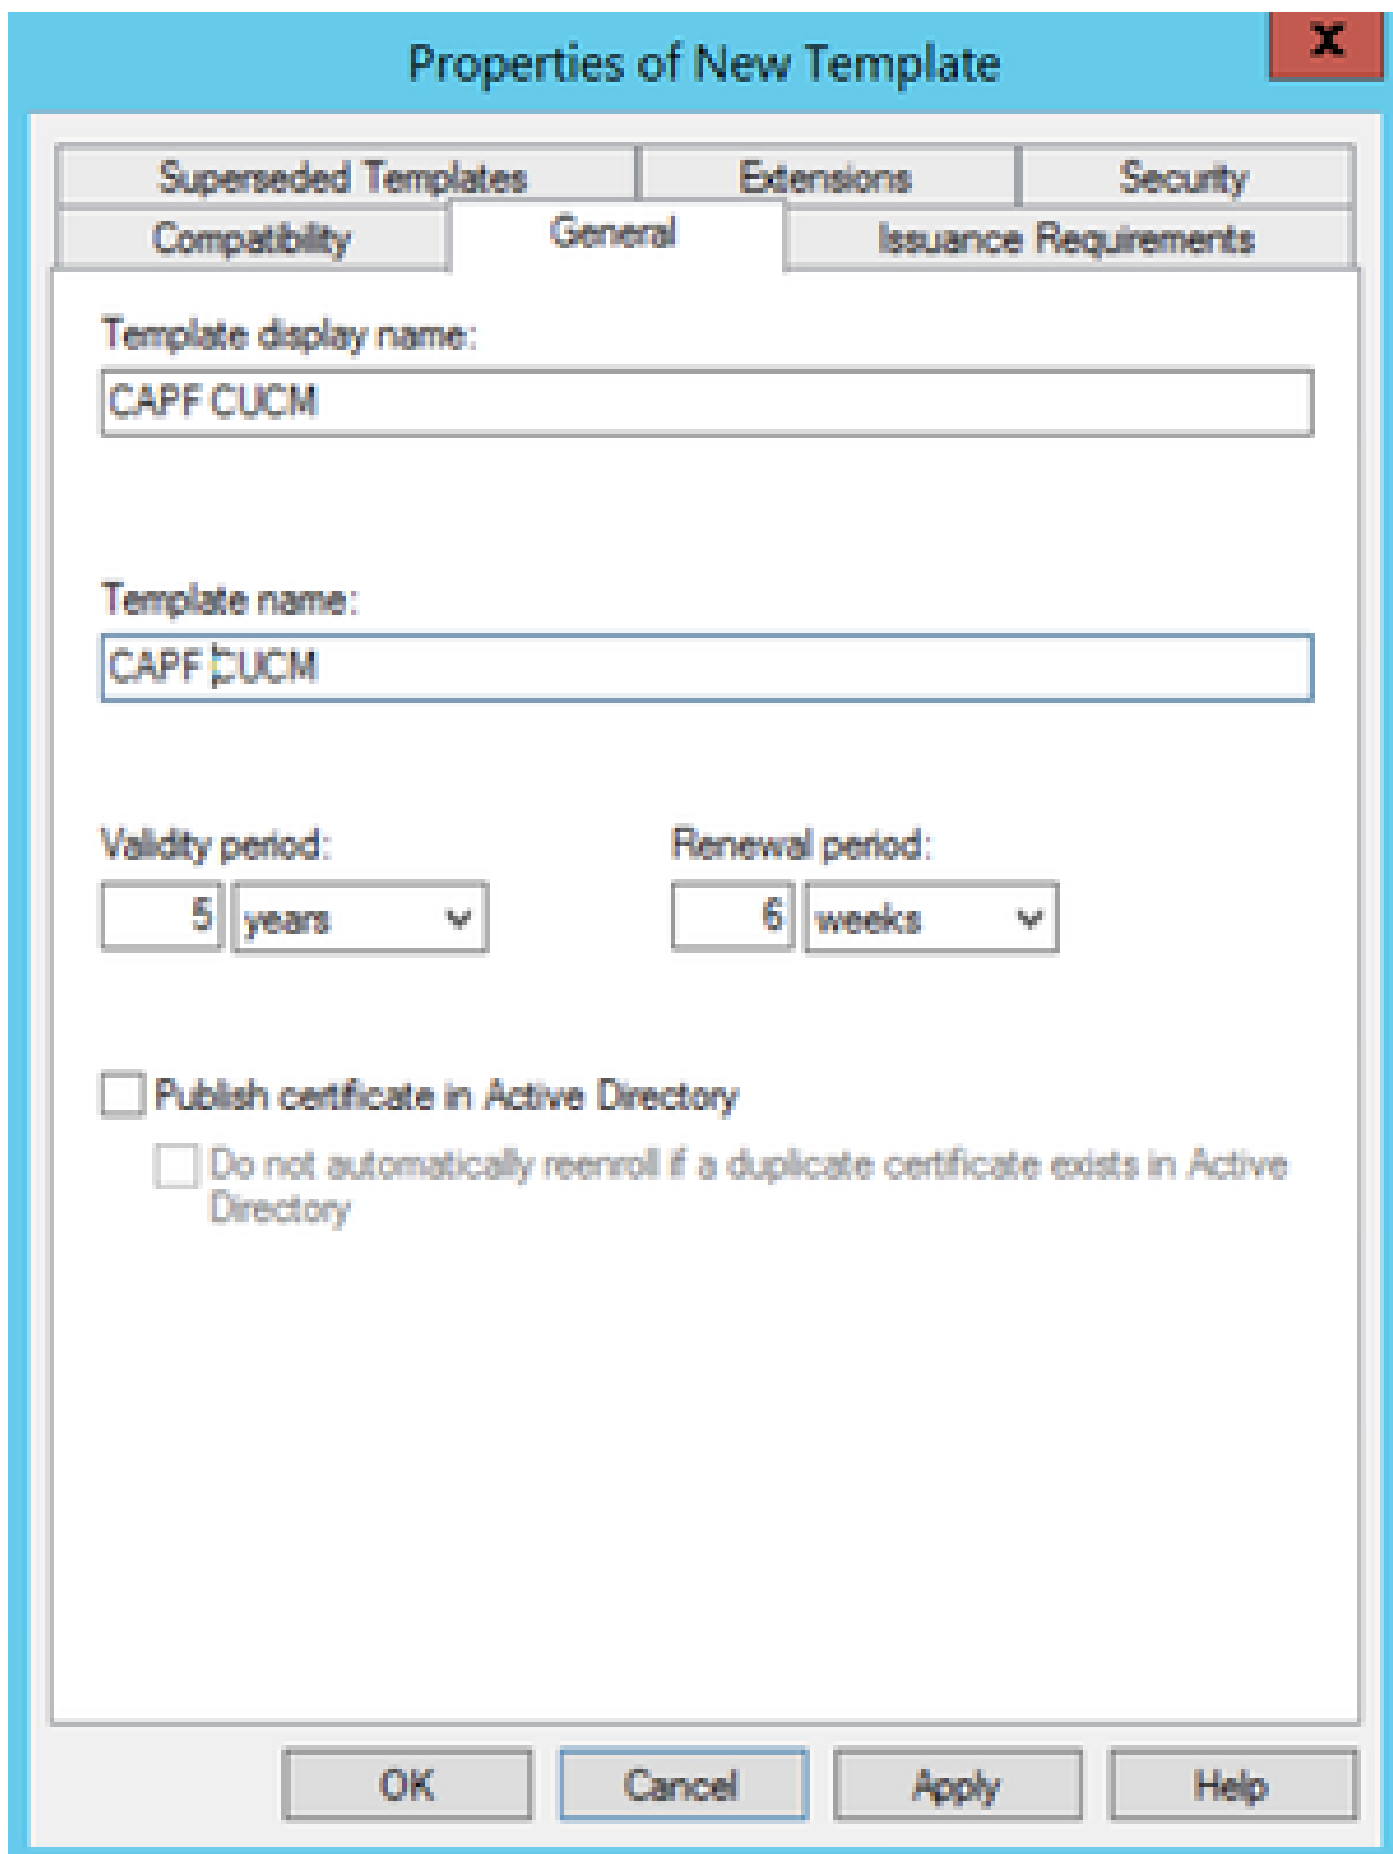 Properties of New Template
x
Superseded Templates Extensions Security
Compatibility General Issuance Requirements
Template display name:
CAPF CUCM
Template name:
CAPF CUCM
Validity period: Renewal period:
5 years 6 weeks
Publish certificate in Active Directory
Do not automatically reenroll if a duplicate certificate exists in Active
Directory
OK Cancel Apply Help